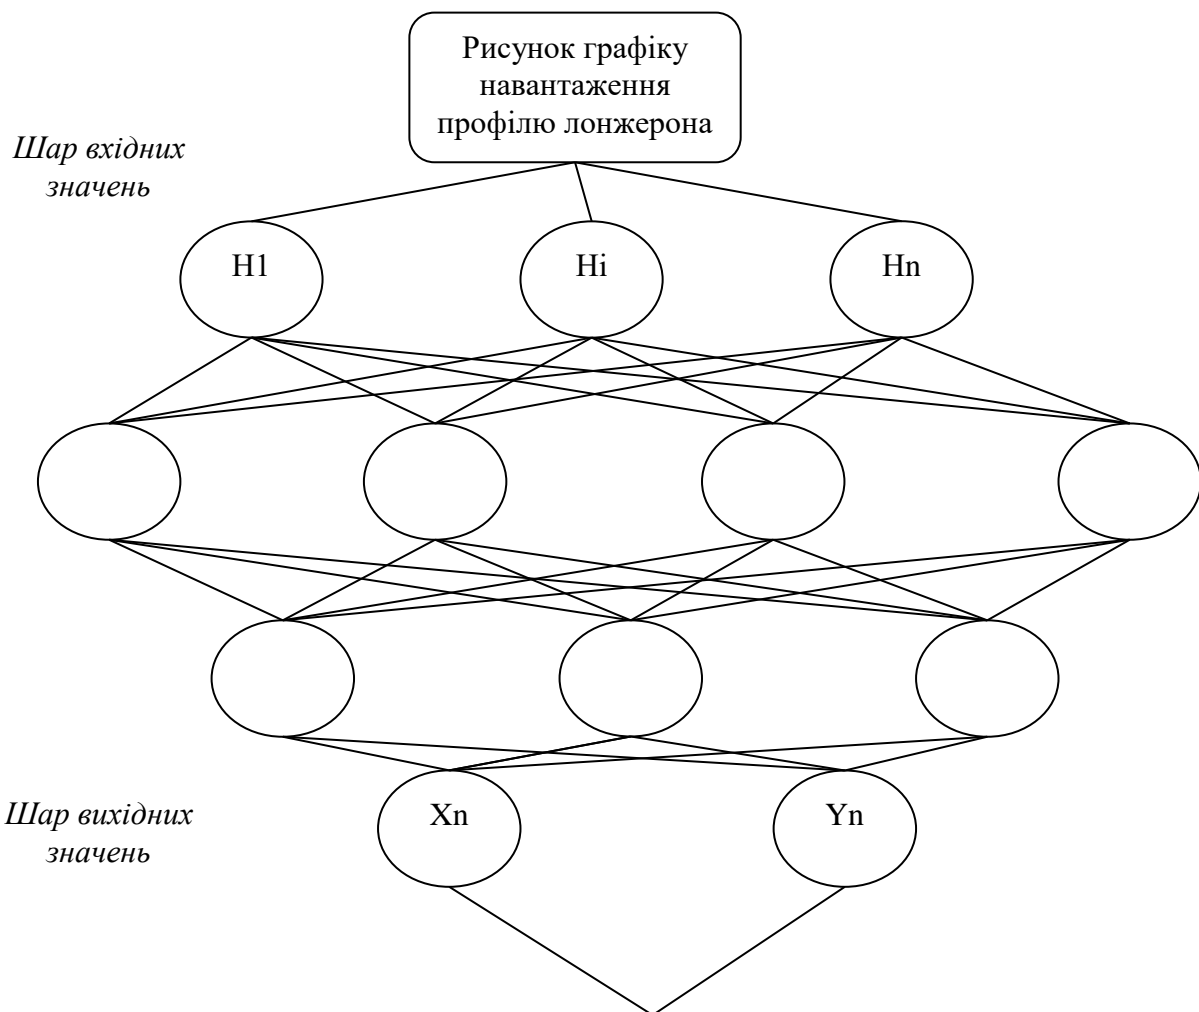 Рисунок графіку
навантаження
профілю лонжерона
Шар вхідних
значень
H1
Hi
Hn
Шар вихідних
значень
Xn
Yn